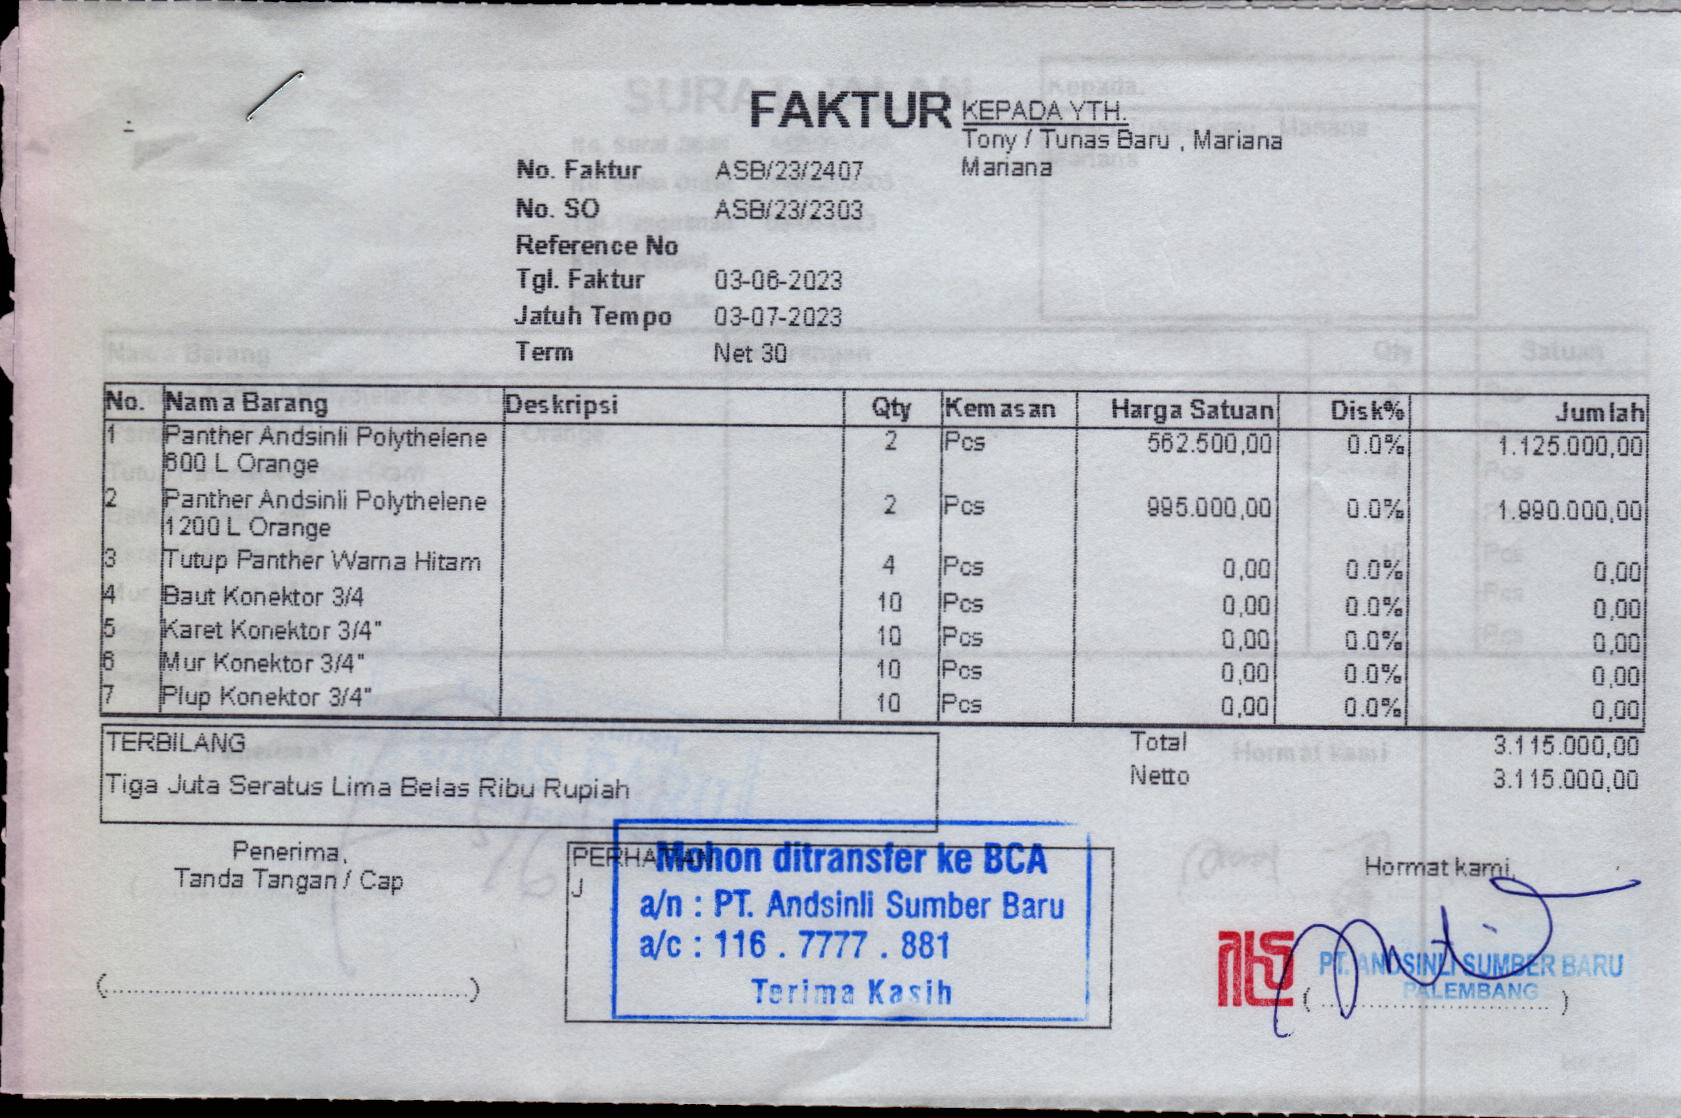 FAKTUR
KEPADA YTH.
Tony / Tunas Baru , Mariana
Mariana
No. Faktur ASB/23/2407
No. SO ASB/23/2303
Reference No
Tgl. Faktur 03-06-2023
Jatuh Tempo 03-07-2023
Term Net 30
No. Nama Barang Deskripsi Qty Kemasan Harga Satuan Disk% Jumlah
1 Panther Andsinli Polythelene 2 Pcs 562.500,00 0.0% 1.125.000,00
600 L Orange
2 Panther Andsinli Polythelene 2 Pcs 995.000,00 0.0% 1.990.000,00
1200 L Orange
3 Tutup Panther Warna Hitam 4 Pcs 0,00 0.0% 0,00
4 Baut Konektor 3/4 10 Pcs 0,00 0.0% 0,00
5 Karet Konektor 3/4" 10 Pcs 0,00 0.0% 0,00
6 Mur Konektor 3/4" 10 Pcs 0,00 0.0% 0,00
7 Plup Konektor 3/4" 10 Pcs 0,00 0.0% 0,00
TERBILANG
Tiga Juta Seratus Lima Belas Ribu Rupiah
Total 3.115.000,00
Netto 3.115.000,00
Penerima,
Tanda Tangan / Cap
(..........)
PERHATIAN
J
Mohon ditransfer ke BCA
a/n : PT. Andsinli Sumber Baru
a/c : 116 . 7777 . 881
Terima Kasih
Hormat kami,
PT. ANDSINLI SUMBER BARU
PALEMBANG
(..........)